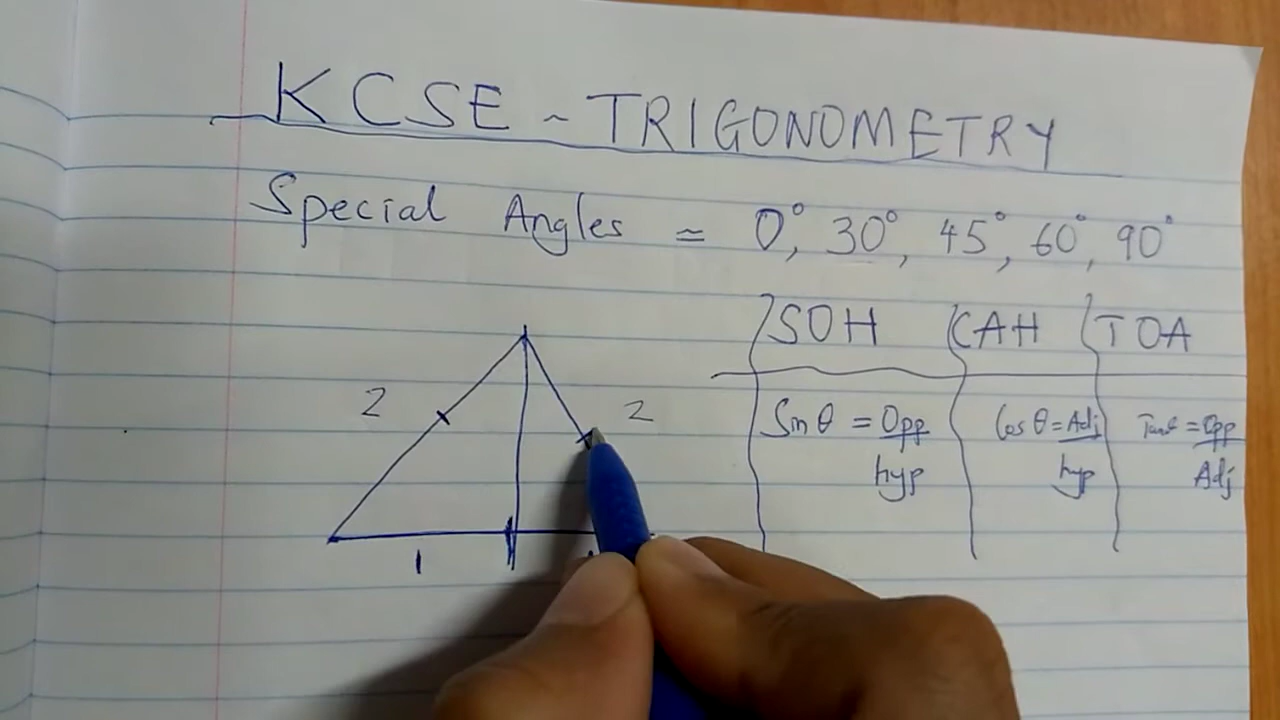 KCSE ~ TRIGONOMETRY
Special Angles = 0°, 30°, 45°, 60°, 90°
SOH CAH TOA
Sin θ = Opp/hyp Cos θ = Adj/hyp Tan θ = Opp/Adj
2 2
1